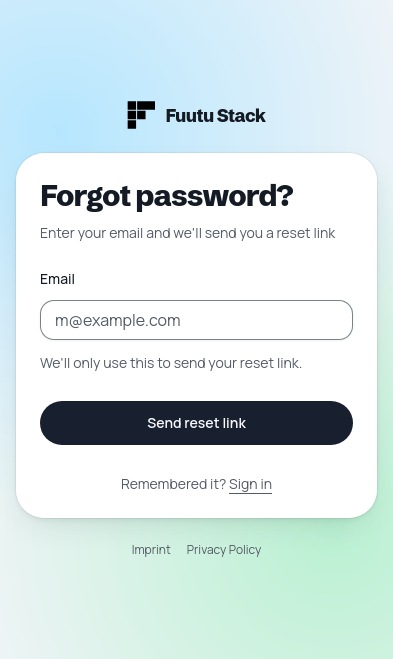 Fuutu Stack
Forgot password?
Enter your email and we'll send you a reset link
Email
m@example.com
We'll only use this to send your reset link.
Send reset link
Remembered it? Sign in
Imprint Privacy Policy